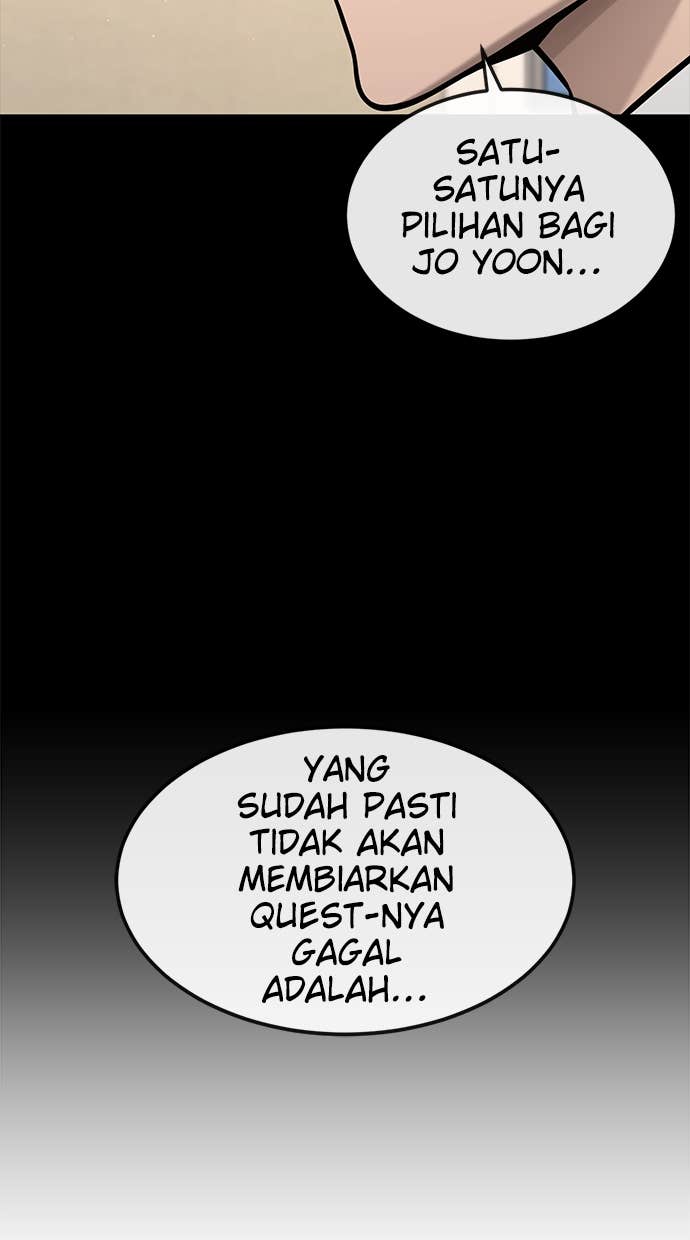 SATU-
SATUNYA
PILIHAN BAGI
JO YOON...
YANG
SUDAH PASTI
TIDAK AKAN
MEMBIARKAN
QUEST-NYA
GAGAL
ADALAH...